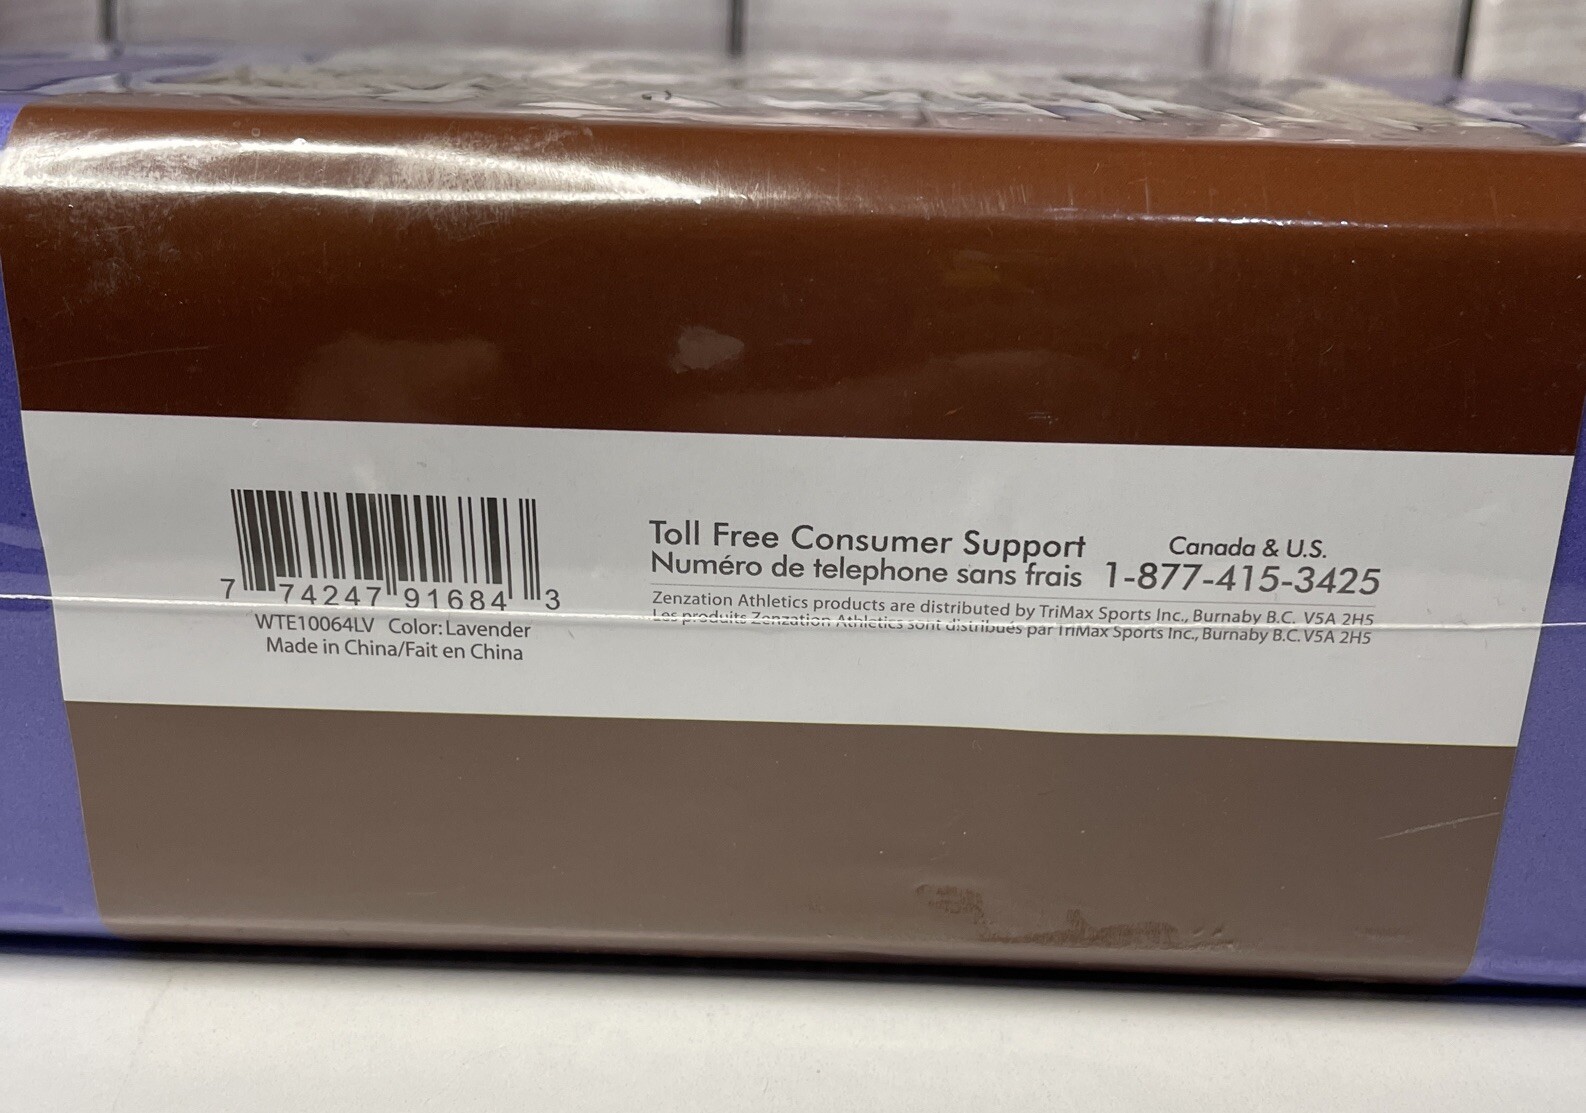 7 74247 91684 3
WTE10064LV Color: Lavender
Made in China/Fait en China
Toll Free Consumer Support
Numéro de telephone sans frais
Canada & U.S.
1-877-415-3425
Zenzation Athletics products are distributed by TriMax Sports Inc., Burnaby B.C. V5A 2H5
Les produits Zenzation Athletics sont distribués par TriMax Sports Inc., Burnaby B.C. V5A 2H5